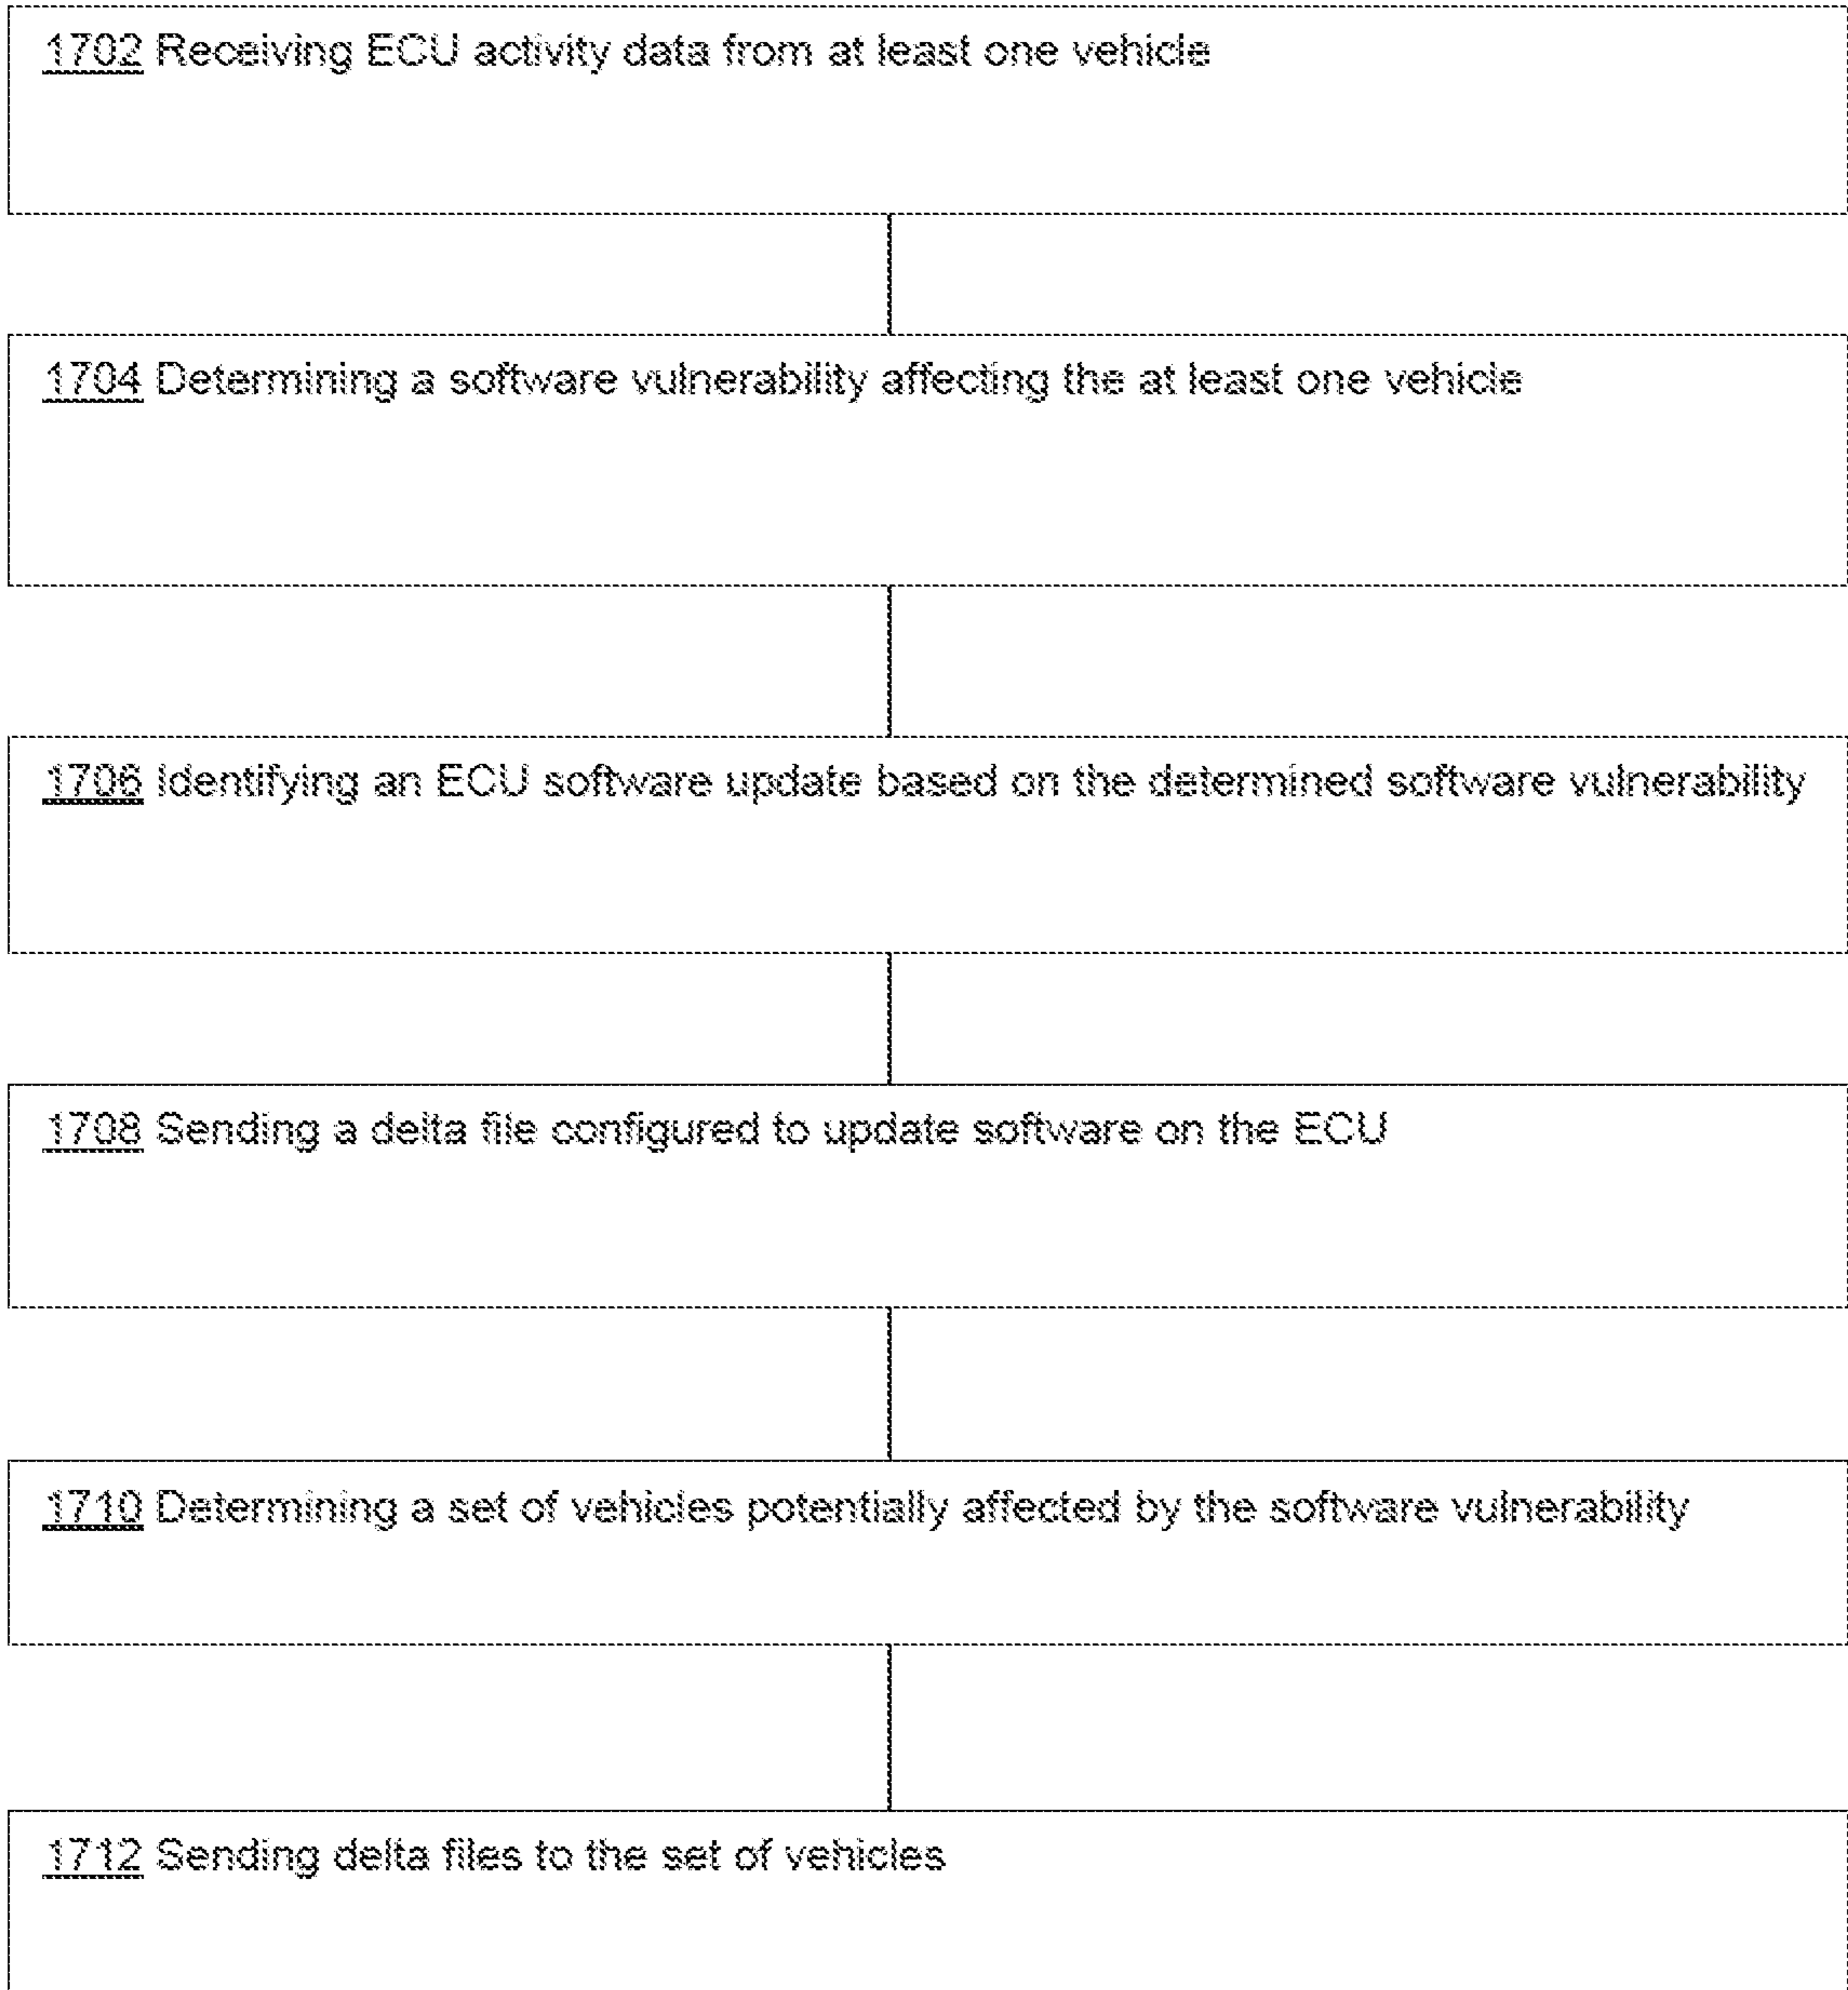 1702 Receiving ECU activity data from at least one vehicle
1704 Determining a software vulnerability affecting the at least one vehicle
1706 Identifying an ECU software update based on the determined software vulnerability
1708 Sending a delta file configured to update software on the ECU
1710 Determining a set of vehicles potentially affected by the software vulnerability
1712 Sending delta files to the set of vehicles